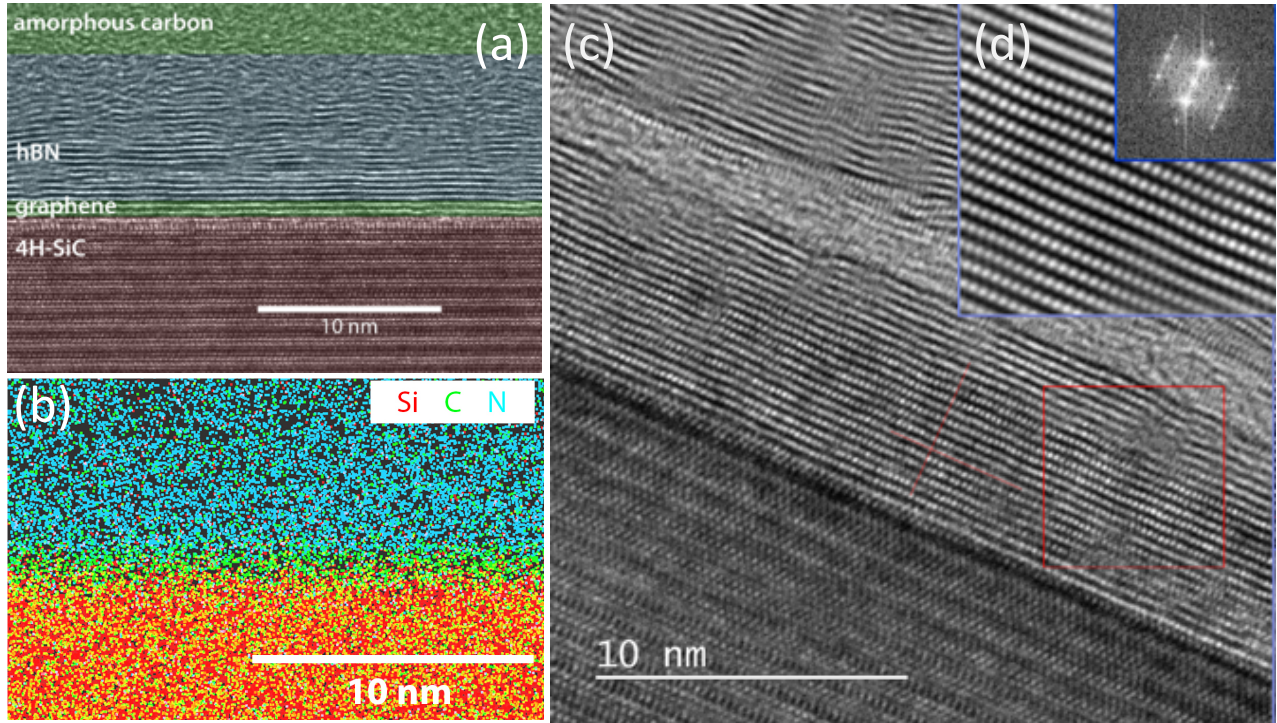 amorphous carbon
(a)
hBN
graphene
4H-SiC
10 nm
(b)
Si C N
10 nm
(c)
(d)
10 nm